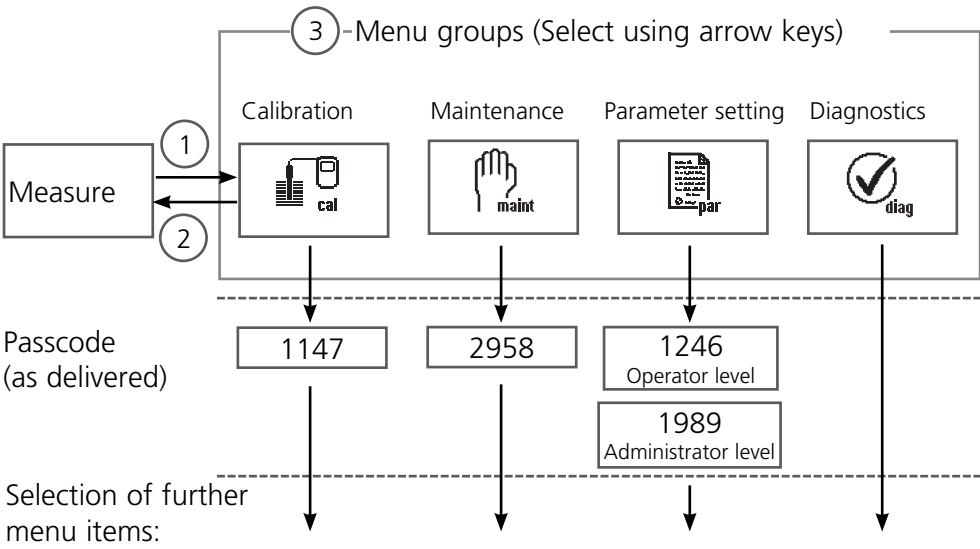 3
Menu groups (Select using arrow keys)
Calibration
Maintenance
Parameter setting
Diagnostics
1
Measure
2
cal
maint
par
diag
Passcode
(as delivered)
1147
2958
1246
Operator level
1989
Administrator level
Selection of further
menu items: